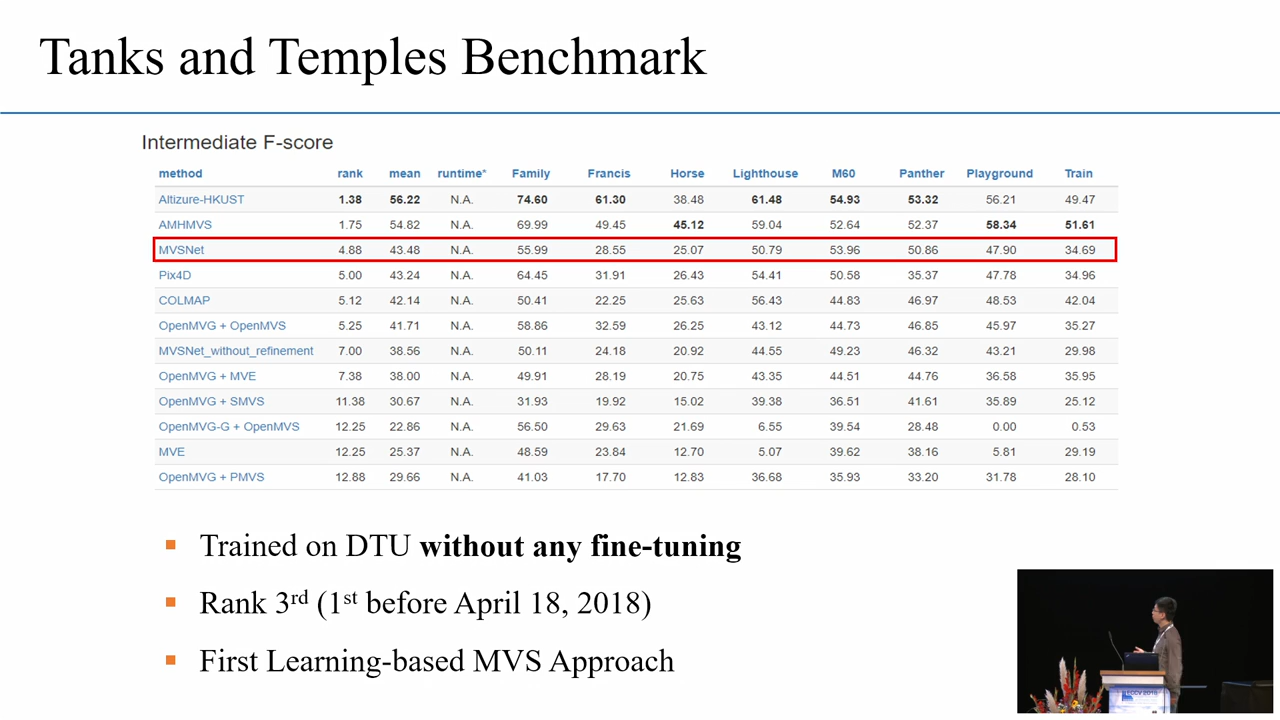 Tanks and Temples Benchmark
Intermediate F-score
method rank mean runtime* Family Francis Horse Lighthouse M60 Panther Playground Train
Altizure-HKUST 1.38 56.22 N.A. 74.60 61.30 38.48 61.48 54.93 53.32 56.21 49.47
AMHMVS 1.75 54.82 N.A. 69.99 49.45 45.12 59.04 52.64 52.37 58.34 51.61
MVSNet 4.88 43.48 N.A. 55.99 28.55 25.07 50.79 53.96 50.86 47.90 34.69
Pix4D 5.00 43.24 N.A. 64.45 31.91 26.43 54.41 50.58 35.37 47.78 34.96
COLMAP 5.12 42.14 N.A. 50.41 22.25 25.63 56.43 44.83 46.97 48.53 42.04
OpenMVG + OpenMVS 5.25 41.71 N.A. 58.86 32.59 26.25 43.12 44.73 46.85 45.97 35.27
MVSNet_without_refinement 7.00 38.56 N.A. 50.11 24.18 20.92 44.55 49.23 46.32 43.21 29.98
OpenMVG + MVE 7.38 38.00 N.A. 49.91 28.19 20.75 43.35 44.51 44.76 36.58 35.95
OpenMVG + SMVS 11.38 30.67 N.A. 31.93 19.92 15.02 39.38 36.51 41.61 35.89 25.12
OpenMVG-G + OpenMVS 12.25 22.86 N.A. 56.50 29.63 21.69 6.55 39.54 28.48 0.00 0.53
MVE 12.25 25.37 N.A. 48.59 23.84 12.70 5.07 39.62 38.16 5.81 29.19
OpenMVG + PMVS 12.88 29.66 N.A. 41.03 17.70 12.83 36.68 35.93 33.20 31.78 28.10
Trained on DTU without any fine-tuning
Rank 3rd (1st before April 18, 2018)
First Learning-based MVS Approach
ECCV 2018